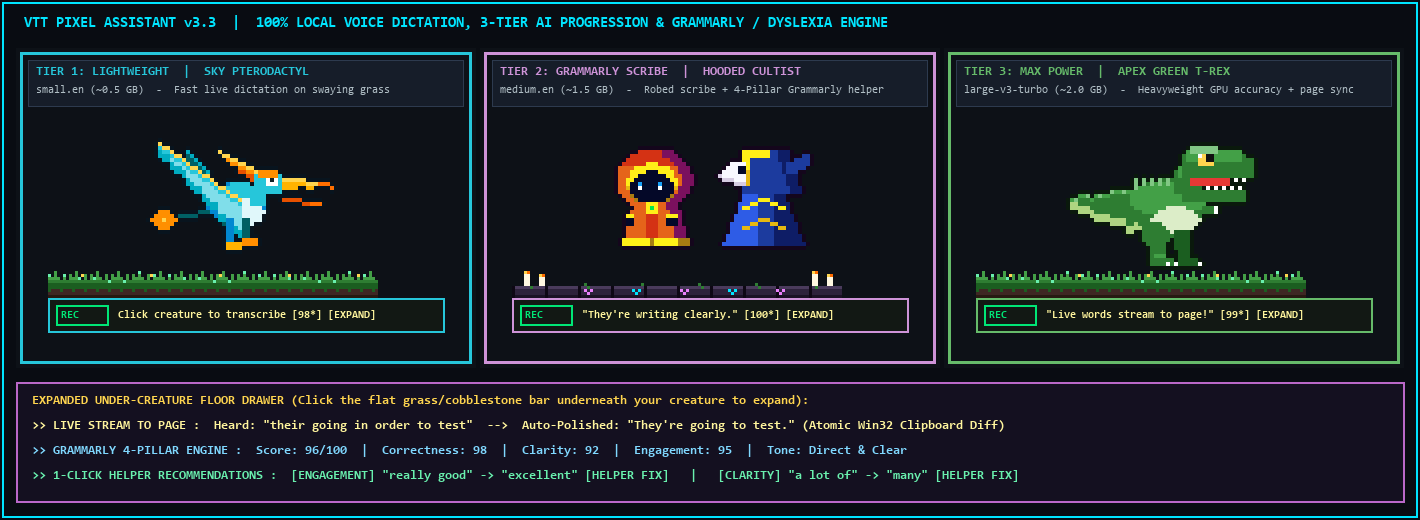 VTT PIXEL ASSISTANT v3.3 | 100% LOCAL VOICE DICTATION, 3-TIER AI PROGRESSION & GRAMMARLY / DYSLEXIA ENGINE
TIER 1: LIGHTWEIGHT | SKY PTERODACTYL
small.en (~0.5 GB) - Fast live dictation on swaying grass
REC Click creature to transcribe [98*] [EXPAND]
TIER 2: GRAMMARLY SCRIBE | HOODED CULTIST
medium.en (~1.5 GB) - Robed scribe + 4-Pillar Grammarly helper
REC "They're writing clearly." [100*] [EXPAND]
TIER 3: MAX POWER | APEX GREEN T-REX
large-v3-turbo (~2.0 GB) - Heavyweight GPU accuracy + page sync
REC "Live words stream to page!" [99*] [EXPAND]
EXPANDED UNDER-CREATURE FLOOR DRAWER (Click the flat grass/cobblestone bar underneath your creature to expand):
>> LIVE STREAM TO PAGE : Heard: "their going in order to test" --> Auto-Polished: "They're going to test." (Atomic Win32 Clipboard Diff)
>> GRAMMARLY 4-PILLAR ENGINE : Score: 96/100 | Correctness: 98 | Clarity: 92 | Engagement: 95 | Tone: Direct & Clear
>> 1-CLICK HELPER RECOMMENDATIONS : [ENGAGEMENT] "really good" -> "excellent" [HELPER FIX] | [CLARITY] "a lot of" -> "many" [HELPER FIX]